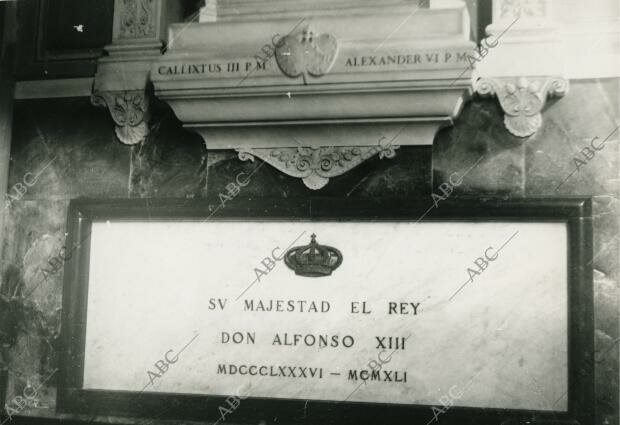 CALLIXTUS III P M ALEXANDER VI P M
SV MAJESTAD EL REY
DON ALFONSO XIII
MDCCCLXXXVI — MCMXLI